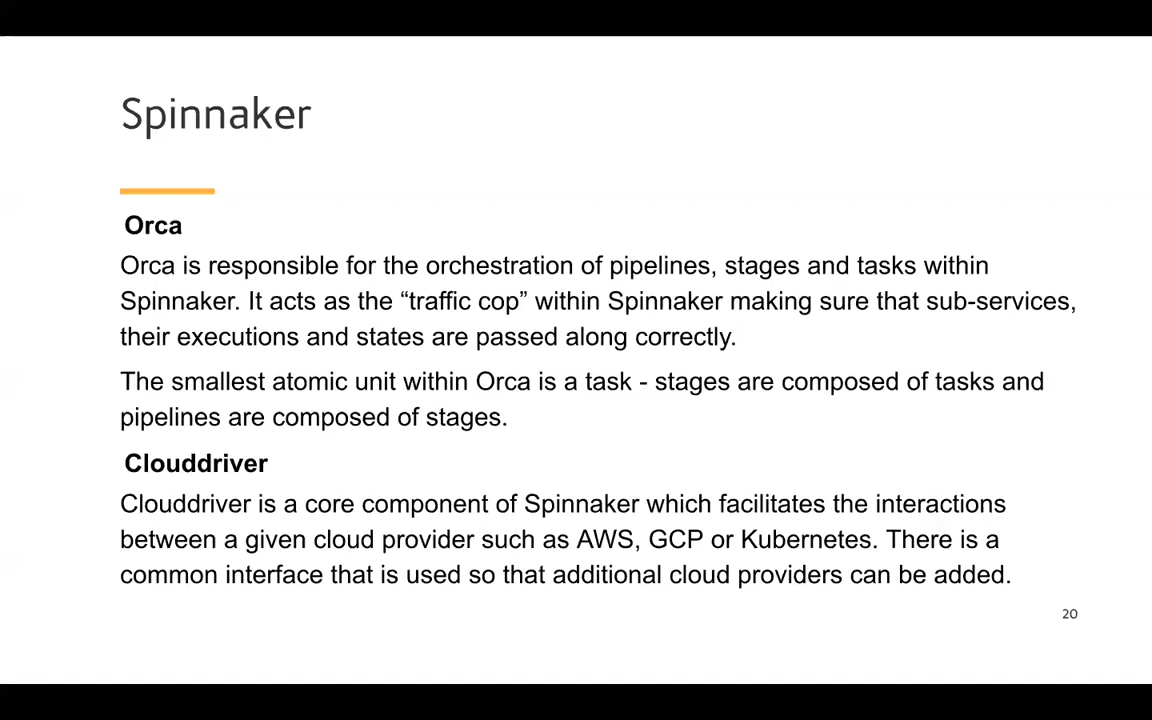 Spinnaker
Orca
Orca is responsible for the orchestration of pipelines, stages and tasks within
Spinnaker. It acts as the “traffic cop” within Spinnaker making sure that sub-services,
their executions and states are passed along correctly.
The smallest atomic unit within Orca is a task - stages are composed of tasks and
pipelines are composed of stages.
Clouddriver
Clouddriver is a core component of Spinnaker which facilitates the interactions
between a given cloud provider such as AWS, GCP or Kubernetes. There is a
common interface that is used so that additional cloud providers can be added.
20